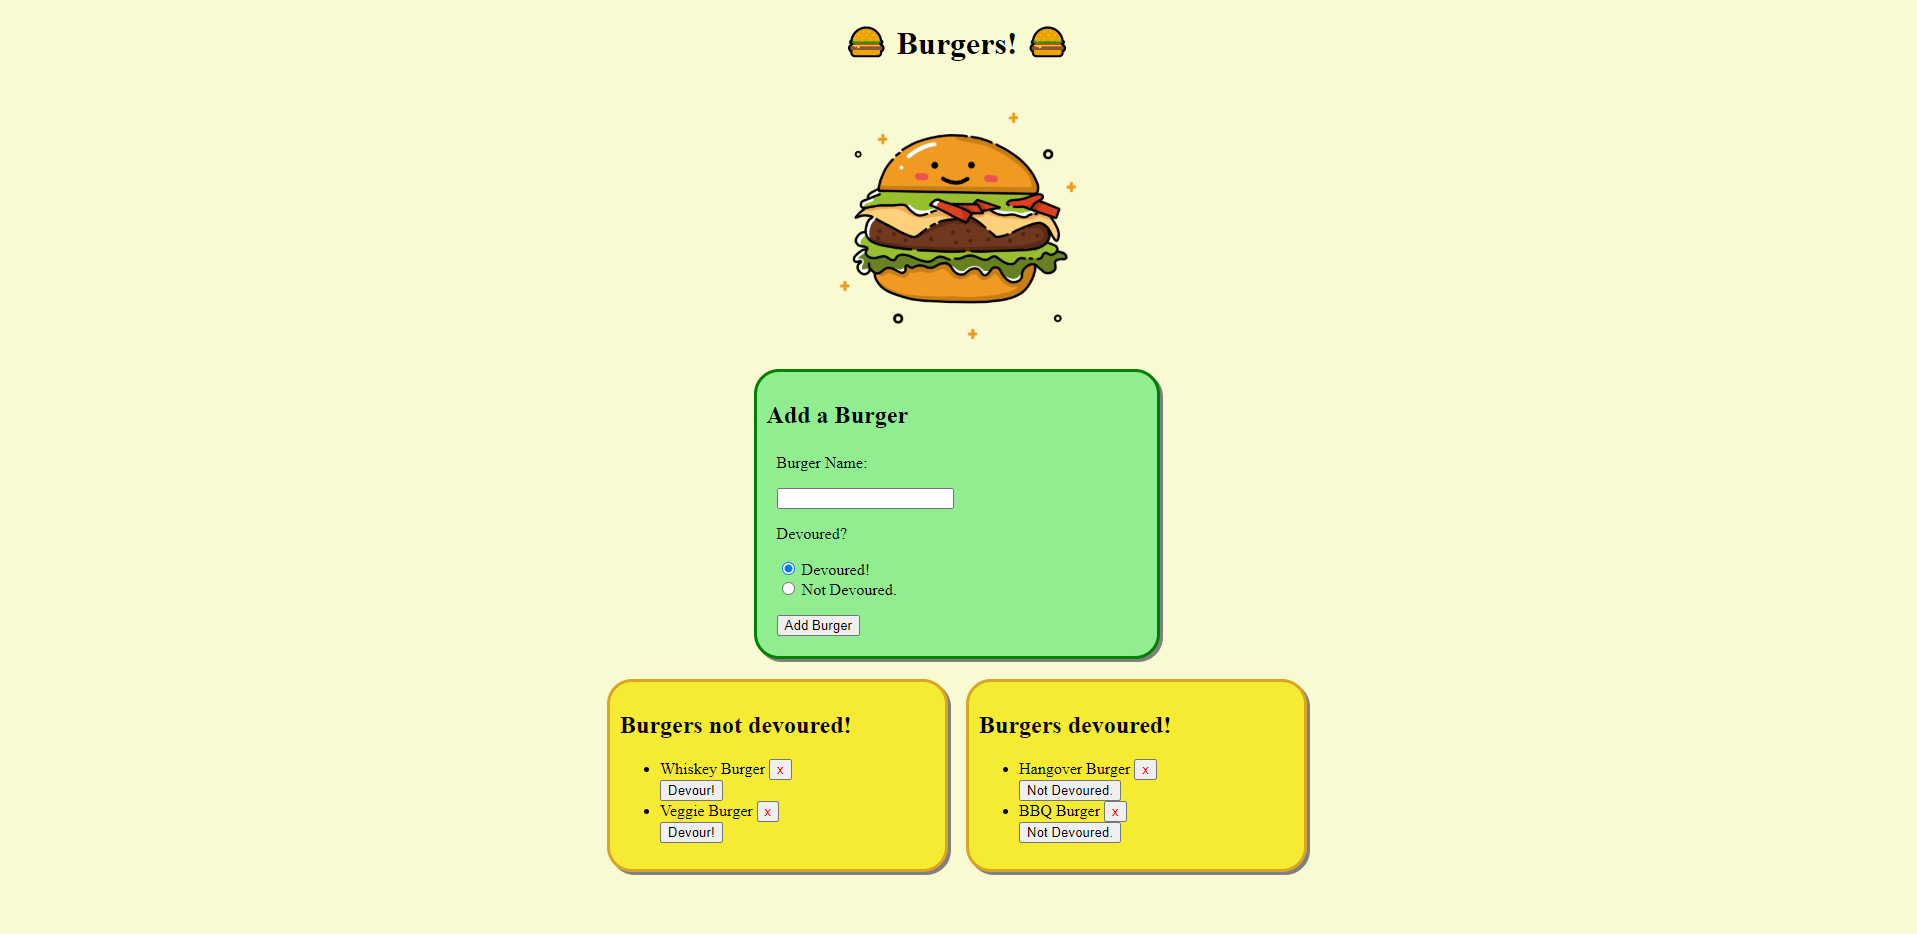 Burgers!
Add a Burger
Burger Name:
Devoured?
Devoured!
Not Devoured.
Add Burger
Burgers not devoured!
Whiskey Burger x
Devour!
Veggie Burger x
Devour!
Burgers devoured!
Hangover Burger x
Not Devoured.
BBQ Burger x
Not Devoured.